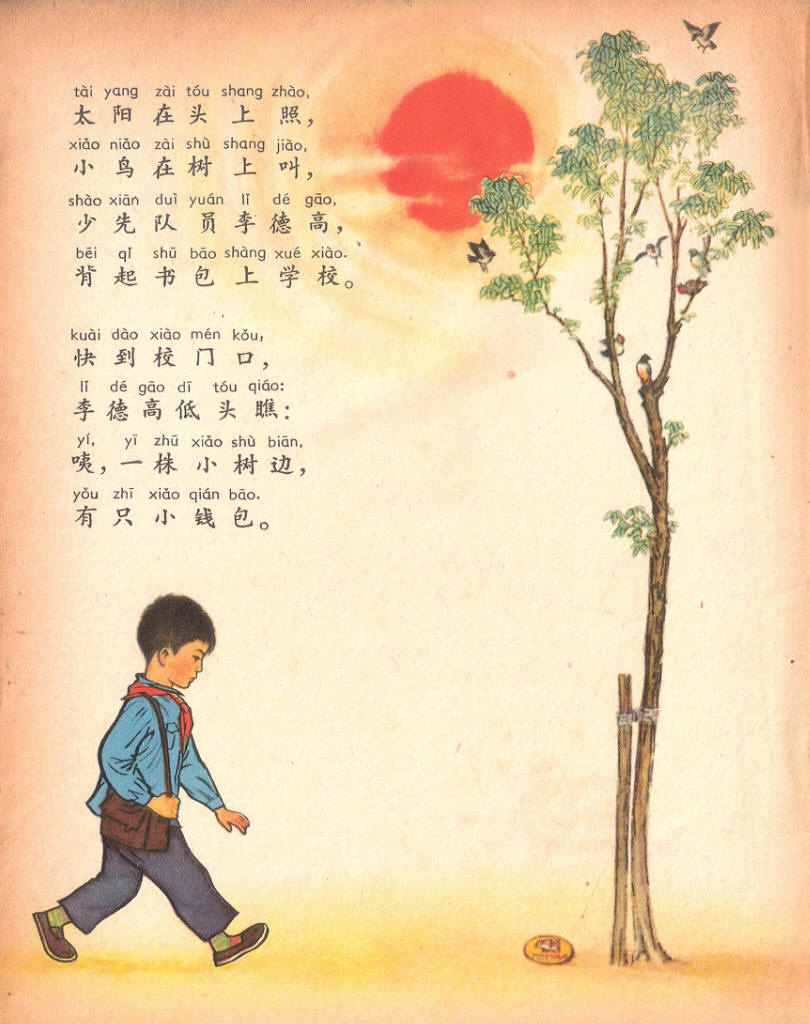 tài yang zài tóu shang zhào,
太阳在头上照，
xiǎo niǎo zài shù shang jiào,
小鸟在树上叫，
shào xiān duì yuán lǐ dé gāo,
少先队员李德高，
bēi qǐ shū bāo shàng xué xiào.
背起书包上学校。
kuài dào xiào mén kǒu,
快到校门口，
lǐ dé gāo dī tóu qiáo:
李德高低头瞧：
yí, yī zhū xiǎo shù biān,
咦，一株小树边，
yǒu zhī xiǎo qián bāo.
有只小钱包。